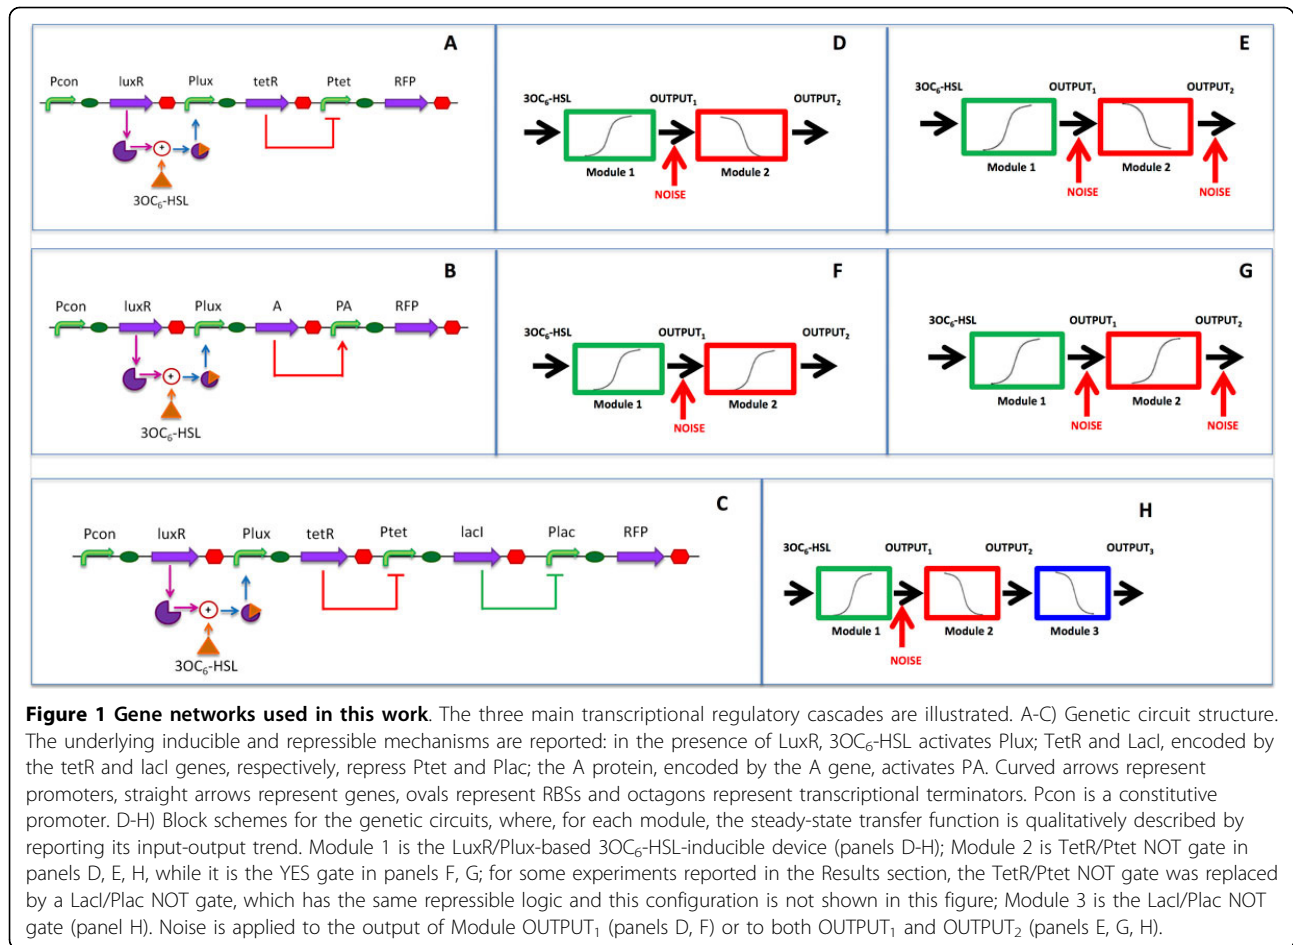 A
Pcon luxR Plux tetR Ptet RFP
+
3OC6-HSL
D
3OC6-HSL OUTPUT1 OUTPUT2
Module 1 Module 2
NOISE
E
3OC6-HSL OUTPUT1 OUTPUT2
Module 1 Module 2
NOISE NOISE
B
Pcon luxR Plux A PA RFP
+
3OC6-HSL
F
3OC6-HSL OUTPUT1 OUTPUT2
Module 1 Module 2
NOISE
G
3OC6-HSL OUTPUT1 OUTPUT2
Module 1 Module 2
NOISE NOISE
C
Pcon luxR Plux tetR Ptet lacI Plac RFP
+
3OC6-HSL
H
3OC6-HSL OUTPUT1 OUTPUT2 OUTPUT3
Module 1 Module 2 Module 3
NOISE
Figure 1 Gene networks used in this work. The three main transcriptional regulatory cascades are illustrated. A-C) Genetic circuit structure.
The underlying inducible and repressible mechanisms are reported: in the presence of LuxR, 3OC6-HSL activates Plux; TetR and LacI, encoded by
the tetR and lacI genes, respectively, repress Ptet and Plac; the A protein, encoded by the A gene, activates PA. Curved arrows represent
promoters, straight arrows represent genes, ovals represent RBSs and octagons represent transcriptional terminators. Pcon is a constitutive
promoter. D-H) Block schemes for the genetic circuits, where, for each module, the steady-state transfer function is qualitatively described by
reporting its input-output trend. Module 1 is the LuxR/Plux-based 3OC6-HSL-inducible device (panels D-H); Module 2 is TetR/Ptet NOT gate in
panels D, E, H, while it is the YES gate in panels F, G; for some experiments reported in the Results section, the TetR/Ptet NOT gate was replaced
by a LacI/Plac NOT gate, which has the same repressible logic and this configuration is not shown in this figure; Module 3 is the LacI/Plac NOT
gate (panel H). Noise is applied to the output of Module OUTPUT1 (panels D, F) or to both OUTPUT1 and OUTPUT2 (panels E, G, H).